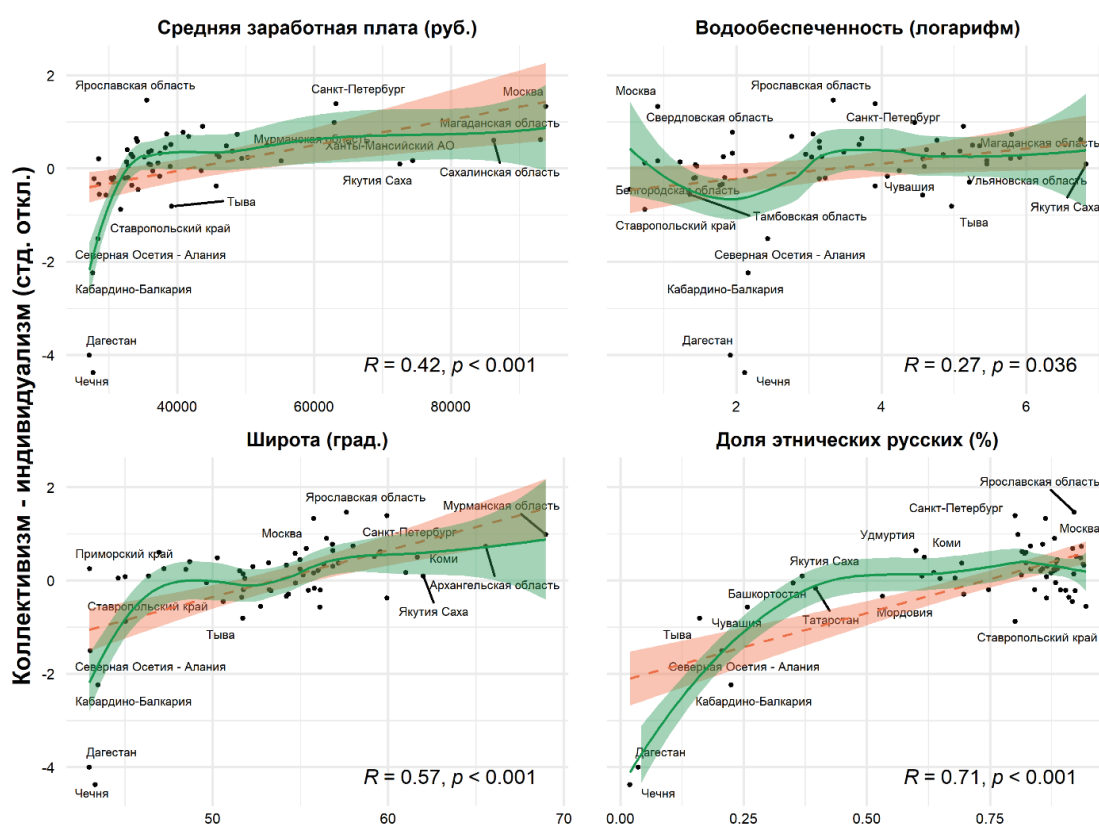 Коллективизм - индивидуализм (стд. откл.)
Средняя заработная плата (руб.)
2
0
-2
-4
Ярославская область
Санкт-Петербург
Москва
Мурманская область
Магаданская область
Ханты-Мансийский АО
Сахалинская область
Якутия Саха
Тыва
Ставропольский край
Северная Осетия - Алания
Кабардино-Балкария
Дагестан
Чечня
R = 0.42, p < 0.001
40000
60000
80000
Водообеспеченность (логарифм)
Москва
Ярославская область
Свердловская область
Санкт-Петербург
Магаданская область
Белгородская область
Чувашия
Ульяновская область
Тамбовская область
Якутия Саха
Ставропольский край
Тыва
Северная Осетия - Алания
Кабардино-Балкария
Дагестан
Чечня
R = 0.27, p = 0.036
2
4
6
Широта (град.)
2
0
-2
-4
Ярославская область
Мурманская область
Москва
Санкт-Петербург
Приморский край
Коми
Архангельская область
Ставропольский край
Якутия Саха
Тыва
Северная Осетия - Алания
Кабардино-Балкария
Дагестан
Чечня
R = 0.57, p < 0.001
50
60
70
Доля этнических русских (%)
Ярославская область
Санкт-Петербург
Москва
Удмуртия
Коми
Якутия Саха
Башкортостан
Чувашия
Татарстан
Мордовия
Тыва
Ставропольский край
Северная Осетия - Алания
Кабардино-Балкария
Дагестан
Чечня
R = 0.71, p < 0.001
0.00
0.25
0.50
0.75